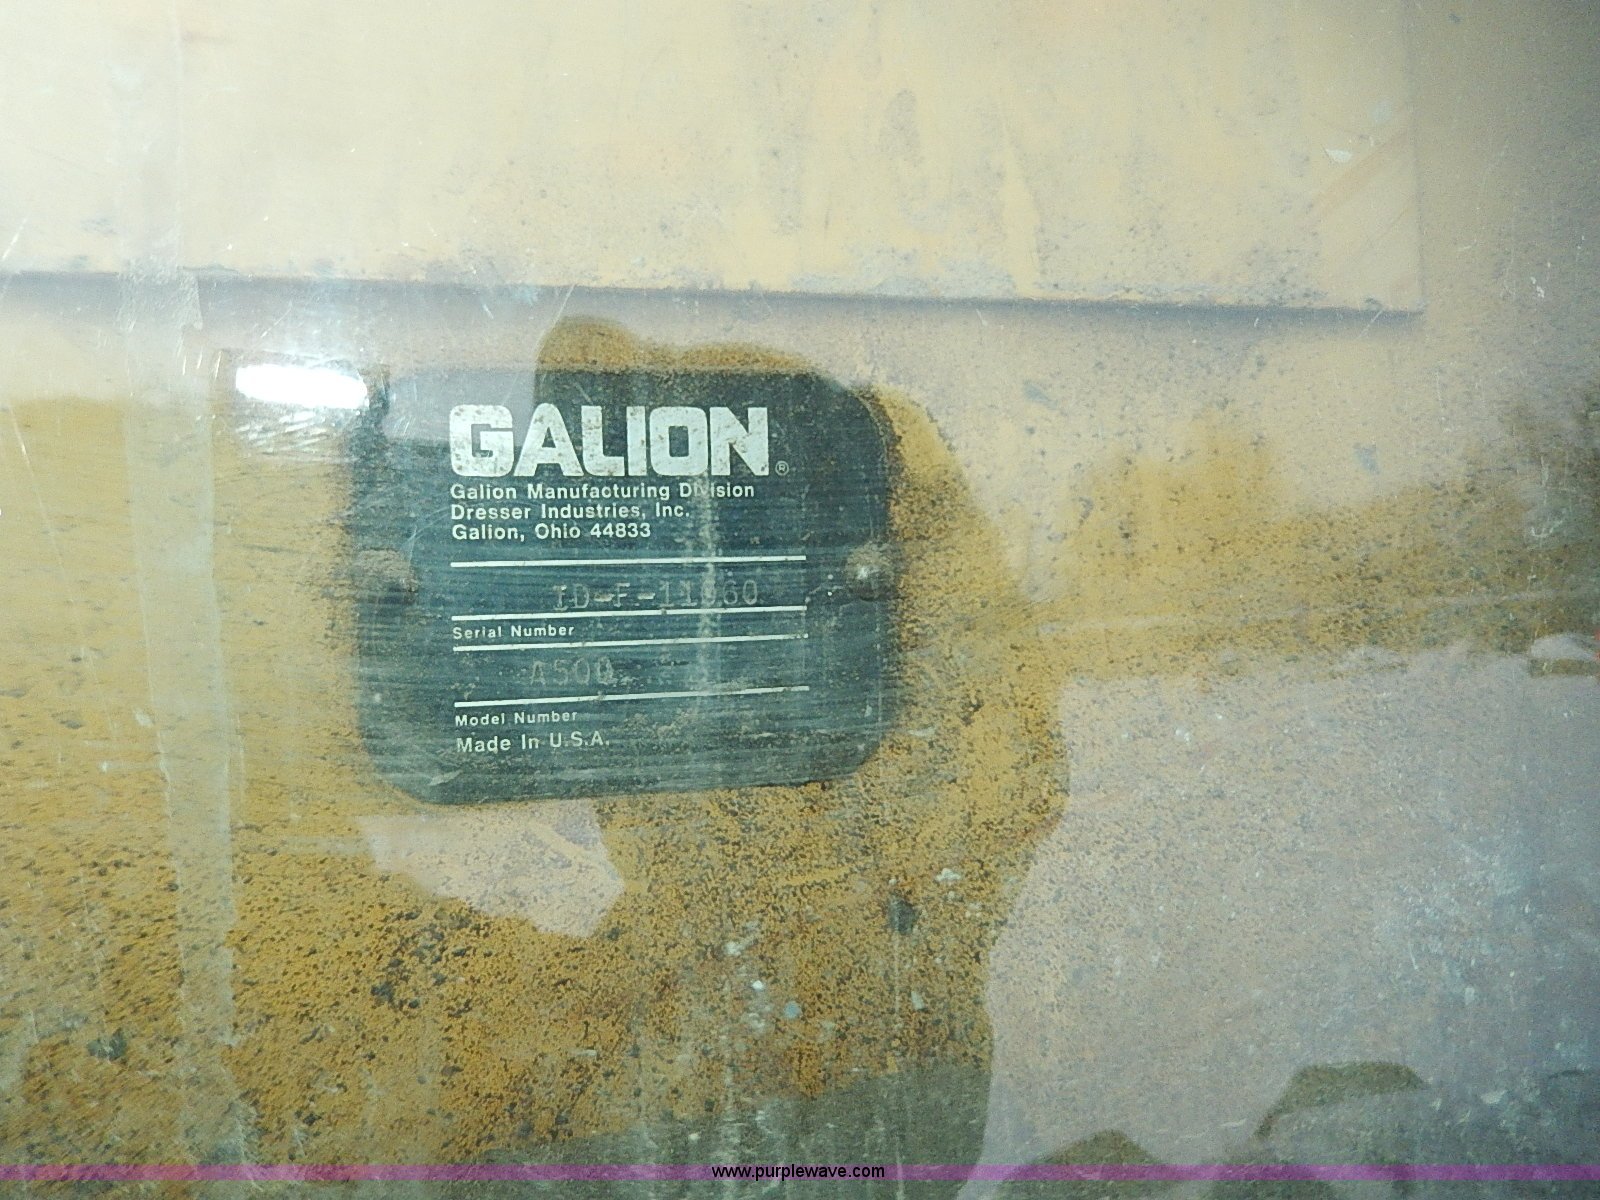 GALION®
Galion Manufacturing Division
Dresser Industries, Inc.
Galion, Ohio 44833
Serial Number
A500
Model Number
Made In U.S.A.
www.purplewave.com